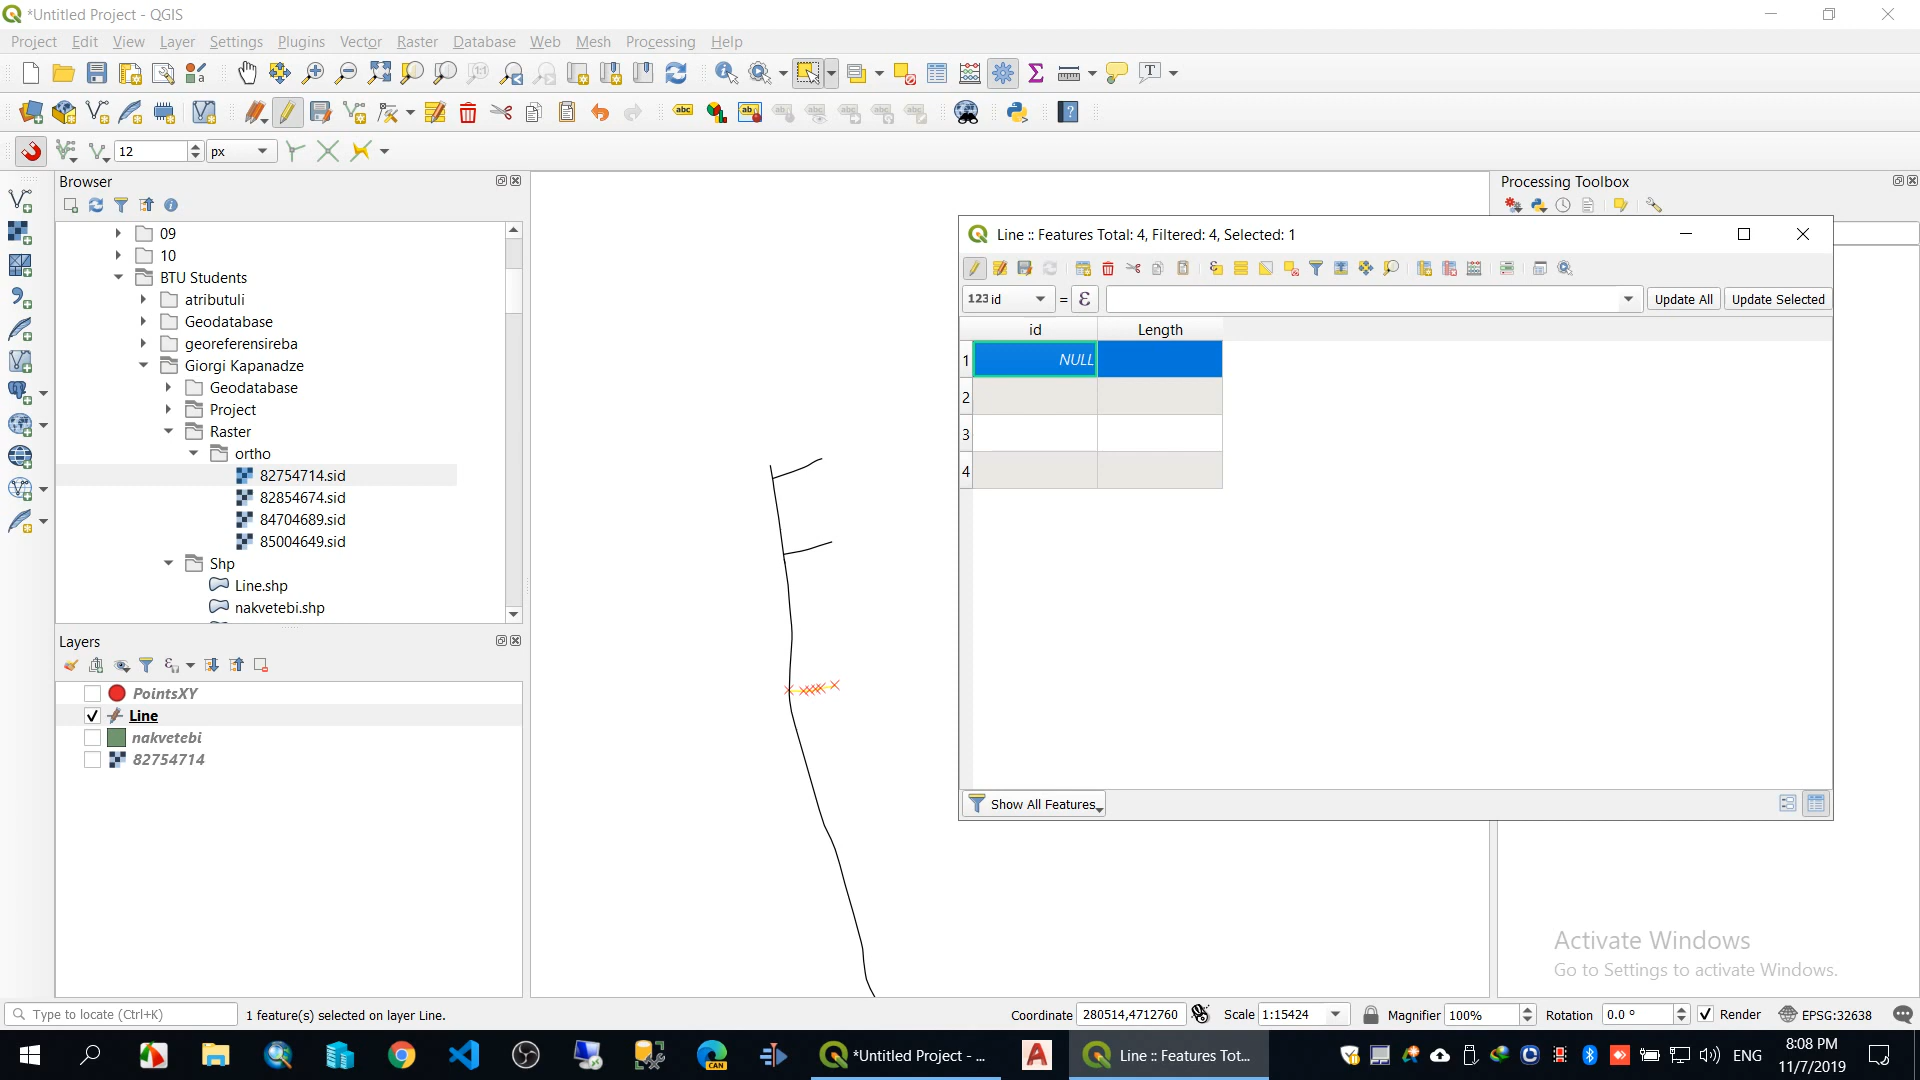 *Untitled Project - QGIS
Project Edit View Layer Settings Plugins Vector Raster Database Web Mesh Processing Help
12 px
Browser
09
10
BTU Students
atributuli
Geodatabase
georeferensireba
Giorgi Kapanadze
Geodatabase
Project
Raster
ortho
82754714.sid
82854674.sid
84704689.sid
85004649.sid
Shp
Line.shp
nakvetebi.shp
Layers
PointsXY
Line
nakvetebi
82754714
Processing Toolbox
Line :: Features Total: 4, Filtered: 4, Selected: 1
123 id = ε Update All Update Selected
id Length
1 NULL
2
3
4
Show All Features
Activate Windows
Go to Settings to activate Windows.
Type to locate (Ctrl+K) 1 feature(s) selected on layer Line. Coordinate 280514,4712760 Scale 1:15424 Magnifier 100% Rotation 0.0 ° Render EPSG:32638
*Untitled Project - ... Line :: Features Tot... ENG 8:08 PM
11/7/2019